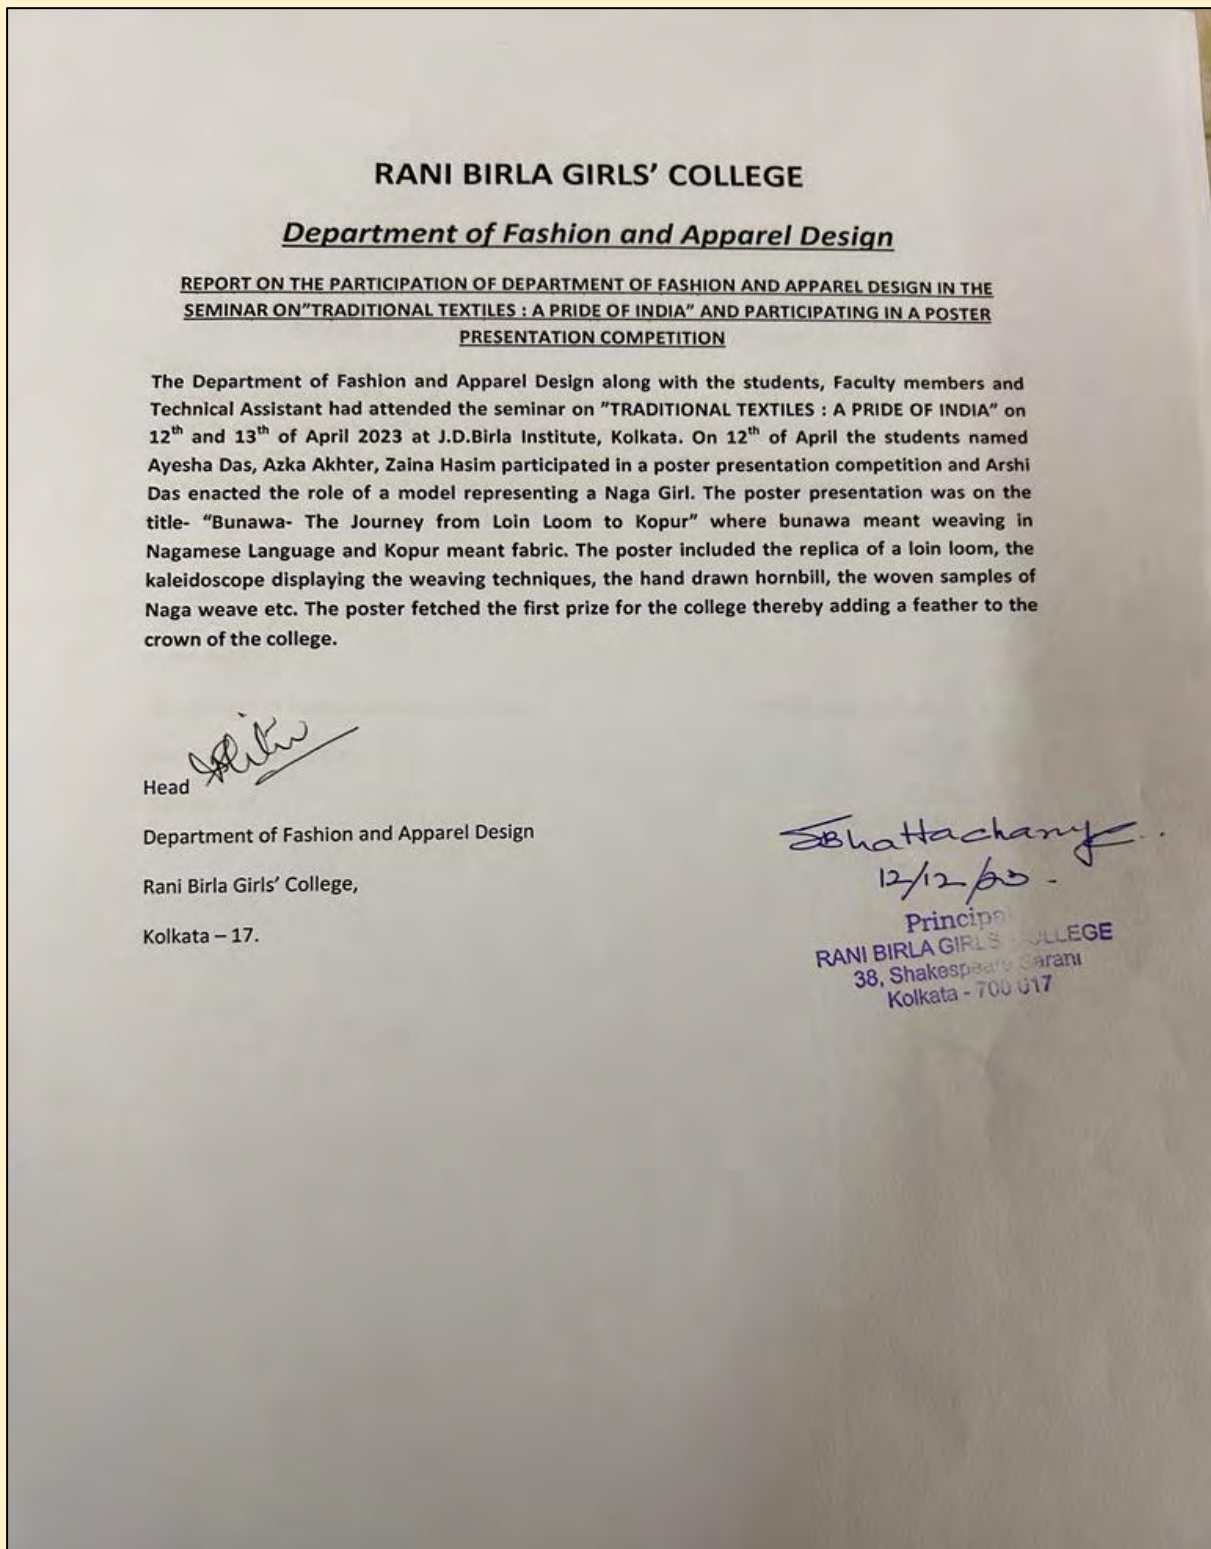 RANI BIRLA GIRLS' COLLEGE
Department of Fashion and Apparel Design
REPORT ON THE PARTICIPATION OF DEPARTMENT OF FASHION AND APPAREL DESIGN IN THE
SEMINAR ON"TRADITIONAL TEXTILES : A PRIDE OF INDIA" AND PARTICIPATING IN A POSTER
PRESENTATION COMPETITION
The Department of Fashion and Apparel Design along with the students, Faculty members and
Technical Assistant had attended the seminar on "TRADITIONAL TEXTILES : A PRIDE OF INDIA" on
12th and 13th of April 2023 at J.D.Birla Institute, Kolkata. On 12th of April the students named
Ayesha Das, Azka Akhter, Zaina Hasim participated in a poster presentation competition and Arshi
Das enacted the role of a model representing a Naga Girl. The poster presentation was on the
title- "Bunawa- The Journey from Loin Loom to Kopur" where bunawa meant weaving in
Nagamese Language and Kopur meant fabric. The poster included the replica of a loin loom, the
kaleidoscope displaying the weaving techniques, the hand drawn hornbill, the woven samples of
Naga weave etc. The poster fetched the first prize for the college thereby adding a feather to the
crown of the college.
Head
Department of Fashion and Apparel Design
Rani Birla Girls' College,
Kolkata – 17.
SBhattacharya
12/12/23
Principal
RANI BIRLA GIRLS COLLEGE
38, Shakespeare Sarani
Kolkata - 700 017